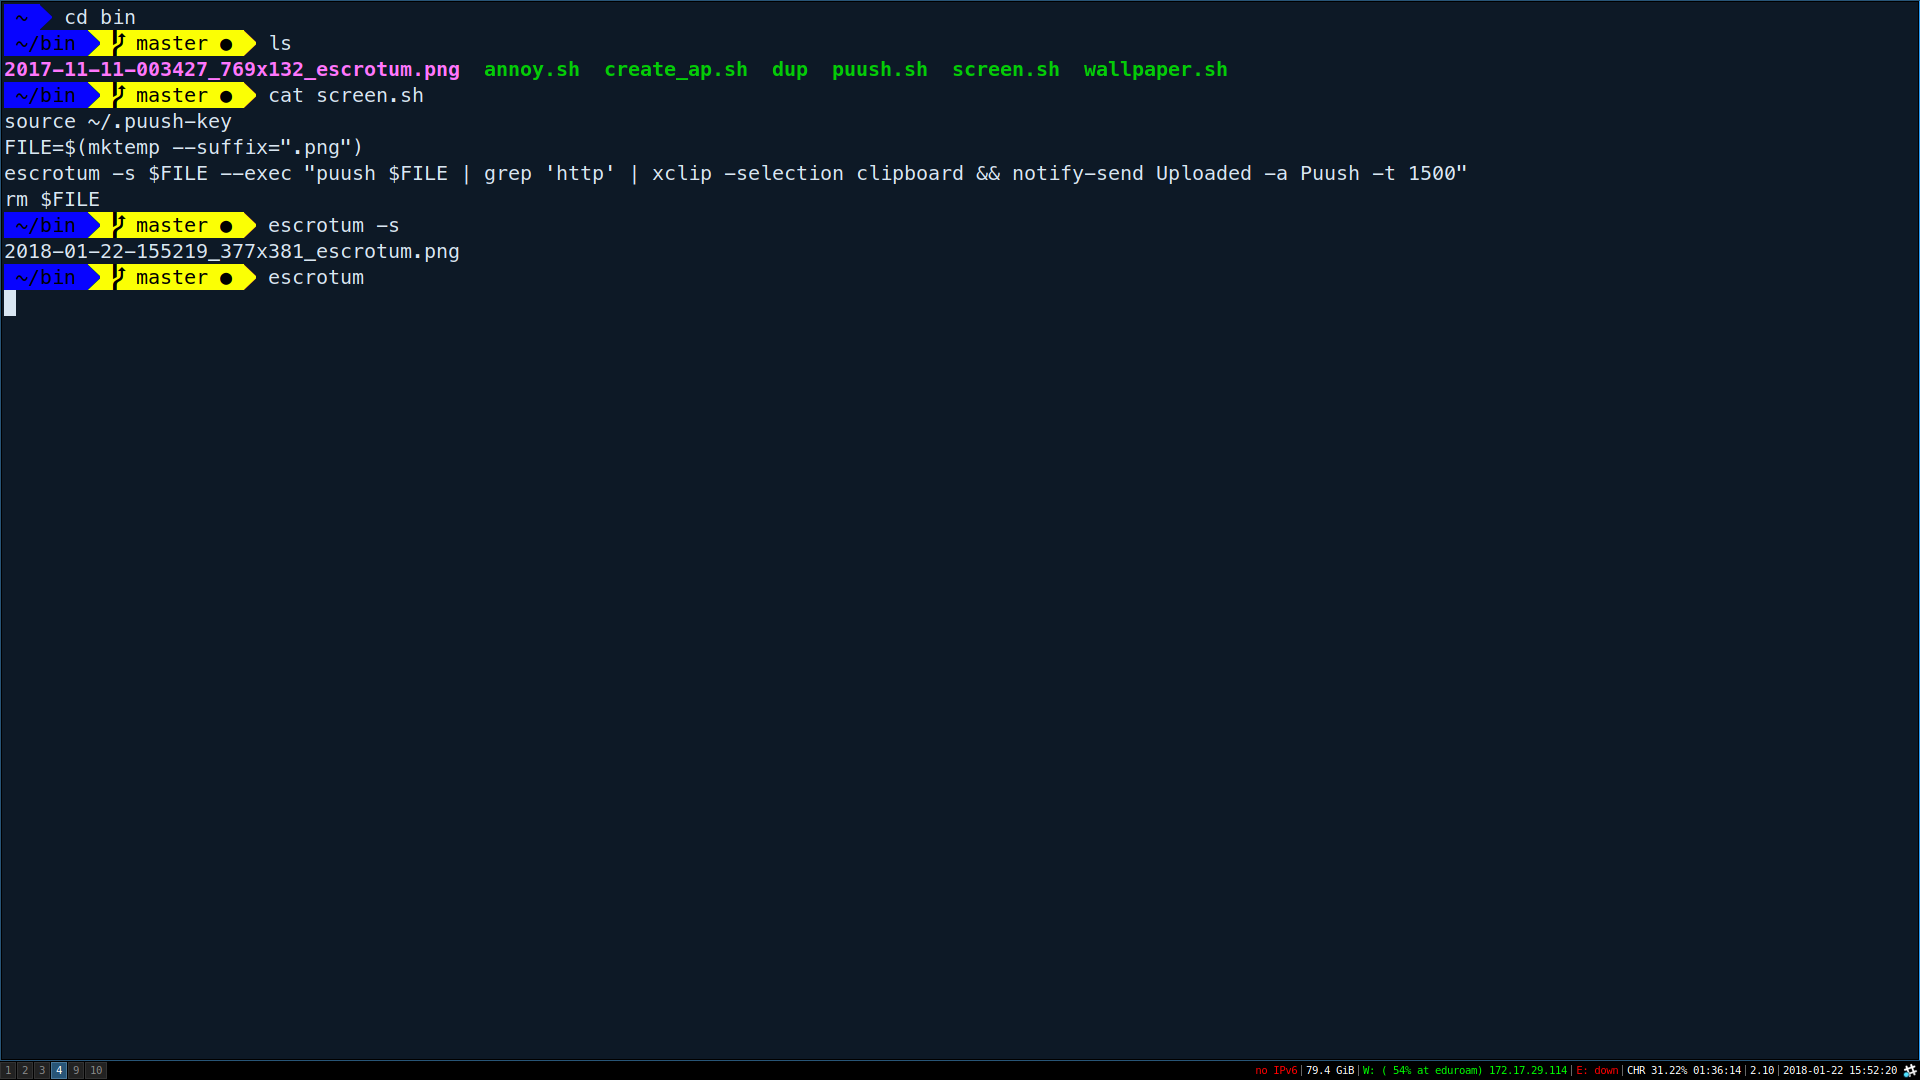 ~ cd bin
~/bin master ● ls
2017-11-11-003427_769x132_escrotum.png annoy.sh create_ap.sh dup puush.sh screen.sh wallpaper.sh
~/bin master ● cat screen.sh
source ~/.puush-key
FILE=$(mktemp --suffix=".png")
escrotum -s $FILE --exec "puush $FILE | grep 'http' | xclip -selection clipboard && notify-send Uploaded -a Puush -t 1500"
rm $FILE
~/bin master ● escrotum -s
2018-01-22-155219_377x381_escrotum.png
~/bin master ● escrotum
1 2 3 4 9 10 no IPv6|79.4 GiB|W: ( 54% at eduroam) 172.17.29.114|E: down|CHR 31.22% 01:36:14|2.10|2018-01-22 15:52:20